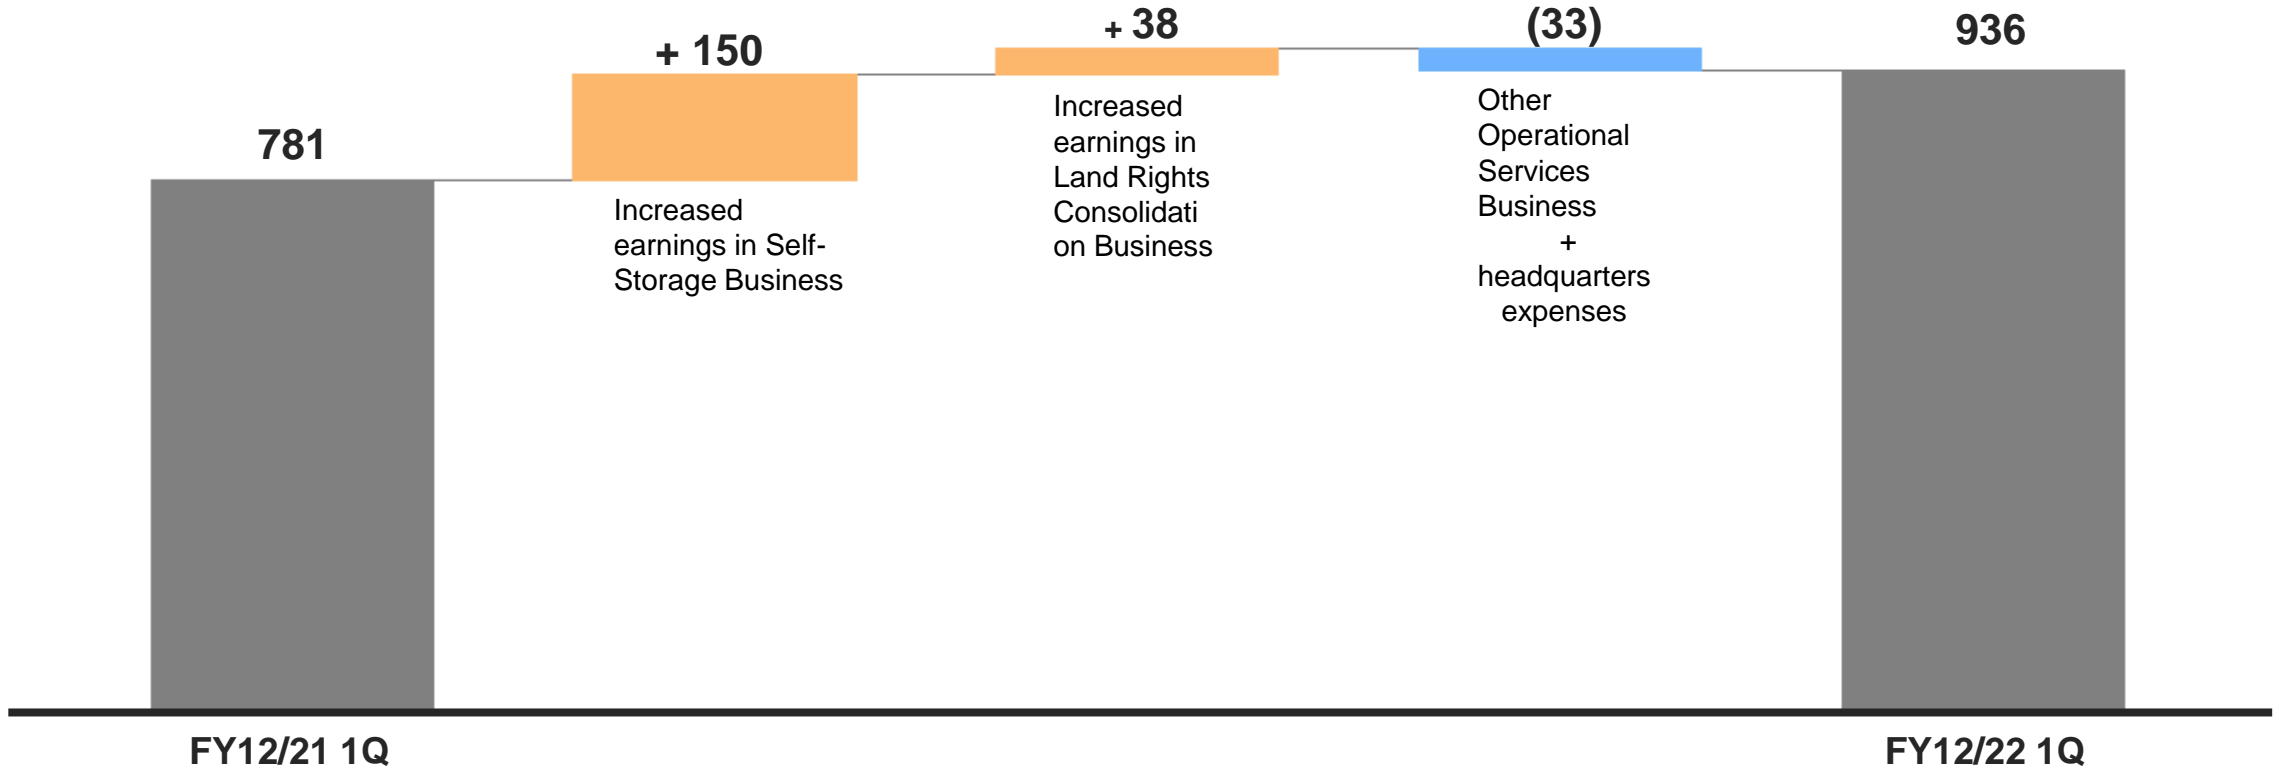 781
+ 150
Increased
earnings in Self-
Storage Business
+ 38
Increased
earnings in
Land Rights
Consolidati
on Business
(33)
Other
Operational
Services
Business
+
headquarters
expenses
936
FY12/21 1Q
FY12/22 1Q